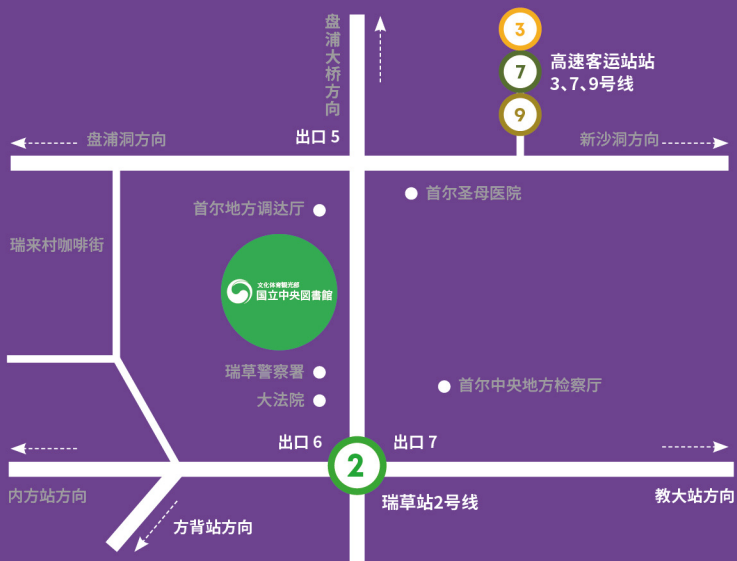 盘浦大桥方向
3
7
9
高速客运站站
3、7、9号线
出口 5
盘浦洞方向
新沙洞方向
首尔地方调达厅
首尔圣母医院
瑞来村咖啡街
文化体育観光部
国立中央図書館
瑞草警察署
大法院
首尔中央地方检察厅
出口 6
出口 7
2
内方站方向
瑞草站2号线
教大站方向
方背站方向